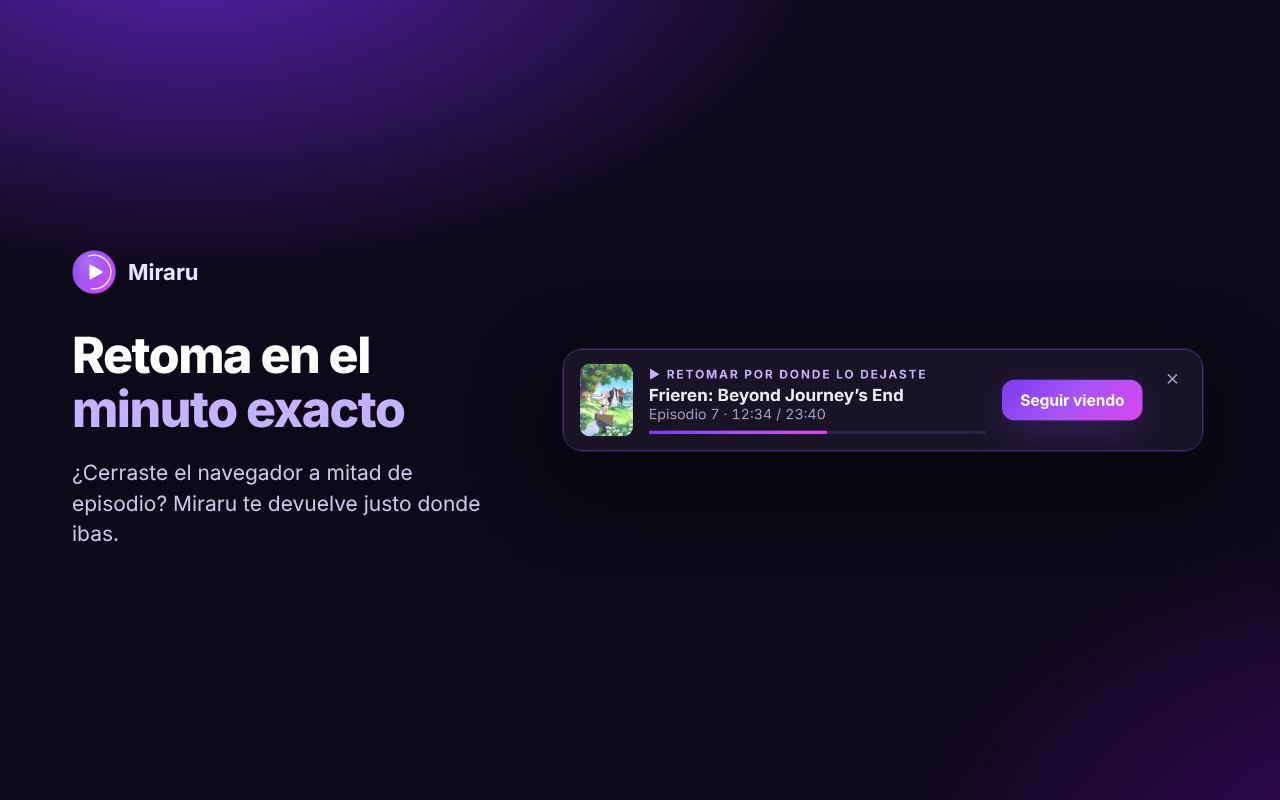 Miraru
Retoma en el
minuto exacto
¿Cerraste el navegador a mitad de
episodio? Miraru te devuelve justo donde
ibas.
▶ RETOMAR POR DONDE LO DEJASTE
Frieren: Beyond Journey’s End
Episodio 7 · 12:34 / 23:40
Seguir viendo
✕